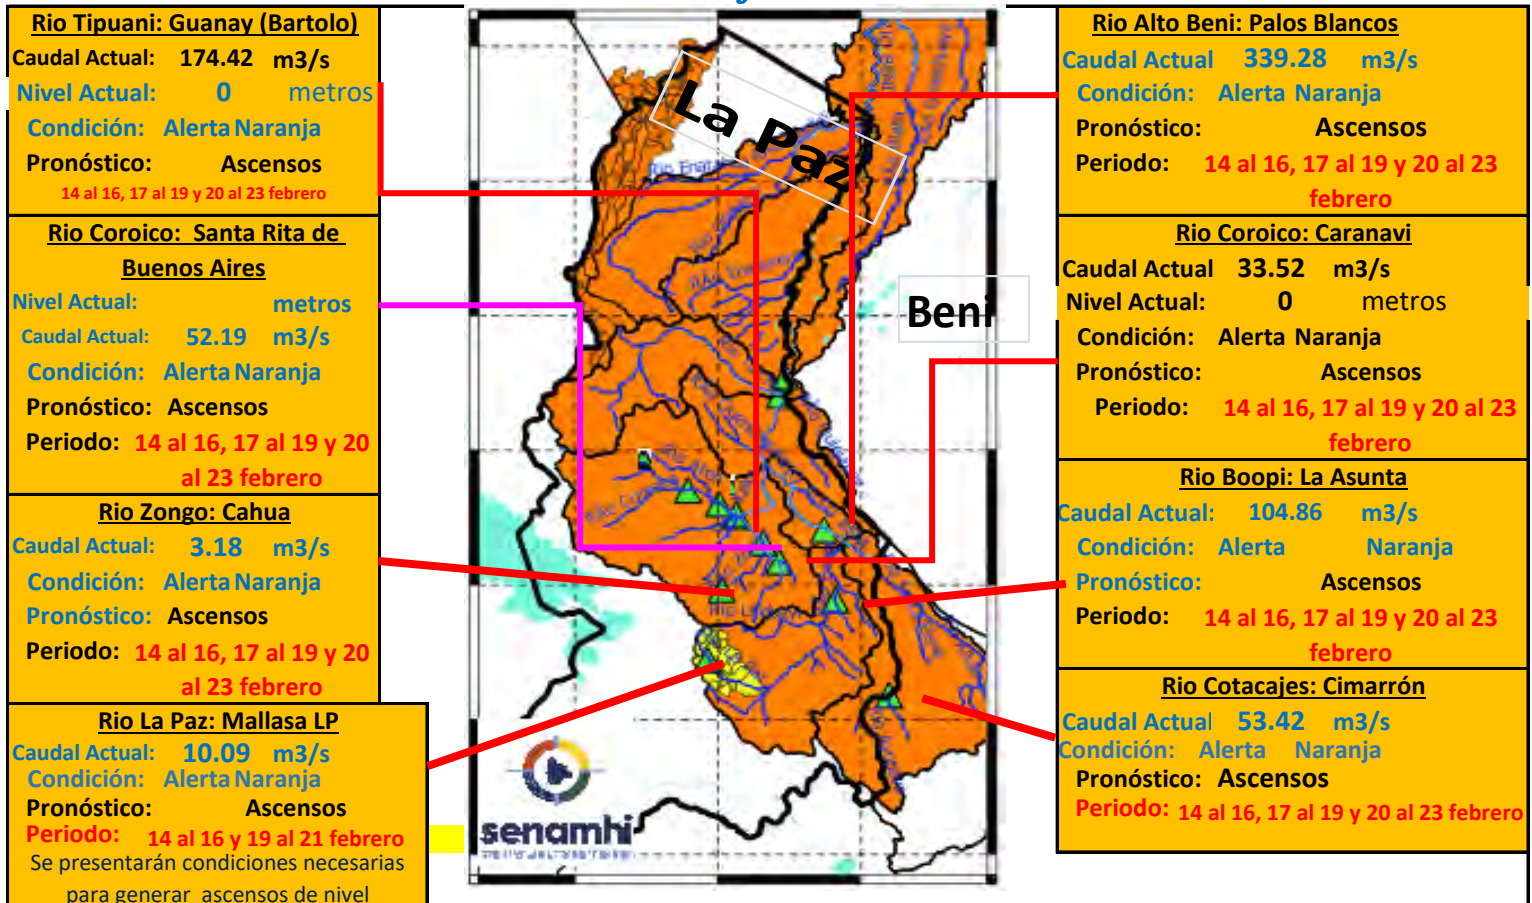 Rio Tipuani: Guanay (Bartolo)
Caudal Actual: 174.42 m3/s
Nivel Actual: 0 metros
Condición: Alerta Naranja
Pronóstico: Ascensos
14 al 16, 17 al 19 y 20 al 23 febrero
Rio Coroico: Santa Rita de
Buenos Aires
Nivel Actual: metros
Caudal Actual: 52.19 m3/s
Condición: Alerta Naranja
Pronóstico: Ascensos
Periodo: 14 al 16, 17 al 19 y 20
al 23 febrero
Rio Zongo: Cahua
Caudal Actual: 3.18 m3/s
Condición: Alerta Naranja
Pronóstico: Ascensos
Periodo: 14 al 16, 17 al 19 y 20
al 23 febrero
Rio La Paz: Mallasa LP
Caudal Actual: 10.09 m3/s
Condición: Alerta Naranja
Pronóstico: Ascensos
Periodo: 14 al 16 y 19 al 21 febrero
Se presentarán condiciones necesarias
para generar ascensos de nivel
La Paz
Beni
senamhi
Rio Alto Beni: Palos Blancos
Caudal Actual 339.28 m3/s
Condición: Alerta Naranja
Pronóstico: Ascensos
Periodo: 14 al 16, 17 al 19 y 20 al 23
febrero
Rio Coroico: Caranavi
Caudal Actual 33.52 m3/s
Nivel Actual: 0 metros
Condición: Alerta Naranja
Pronóstico: Ascensos
Periodo: 14 al 16, 17 al 19 y 20 al 23
febrero
Rio Boopi: La Asunta
Caudal Actual: 104.86 m3/s
Condición: Alerta Naranja
Pronóstico: Ascensos
Periodo: 14 al 16, 17 al 19 y 20 al 23
febrero
Rio Cotacajes: Cimarrón
Caudal Actual 53.42 m3/s
Condición: Alerta Naranja
Pronóstico: Ascensos
Periodo: 14 al 16, 17 al 19 y 20 al 23 febrero